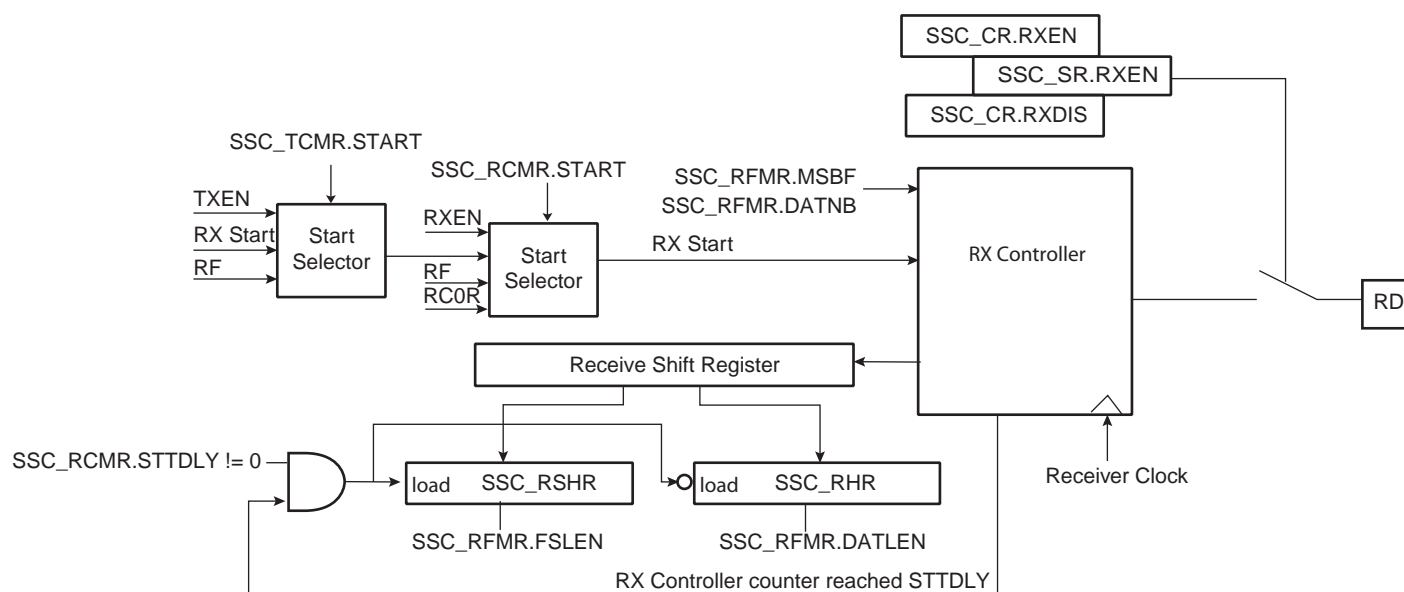 SSC_CR.RXEN
SSC_SR.RXEN
SSC_CR.RXDIS
SSC_TCMR.START
SSC_RCMR.START
SSC_RFMR.MSBF
SSC_RFMR.DATNB
TXEN
RX Start
RF
Start
Selector
RXEN
RF
RC0R
Start
Selector
RX Start
RX Controller
RD
Receive Shift Register
SSC_RCMR.STTDLY != 0
load SSC_RSHR
load SSC_RHR
Receiver Clock
SSC_RFMR.FSLEN
SSC_RFMR.DATLEN
RX Controller counter reached STTDLY